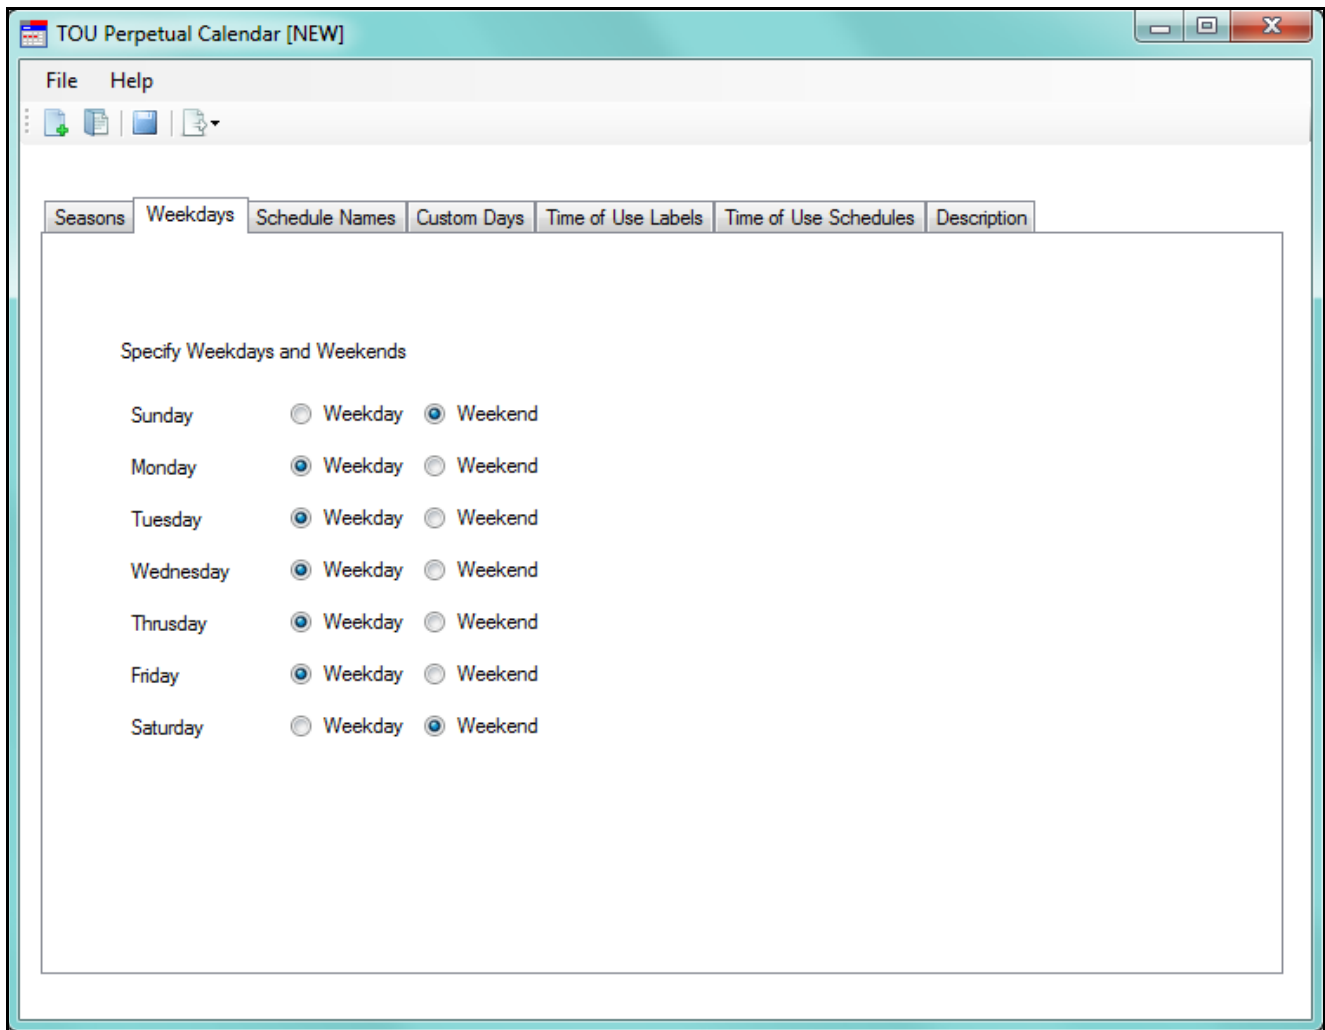 TOU Perpetual Calendar [NEW]
File Help
Seasons Weekdays Schedule Names Custom Days Time of Use Labels Time of Use Schedules Description
Specify Weekdays and Weekends
Sunday Weekday Weekend
Monday Weekday Weekend
Tuesday Weekday Weekend
Wednesday Weekday Weekend
Thrusday Weekday Weekend
Friday Weekday Weekend
Saturday Weekday Weekend